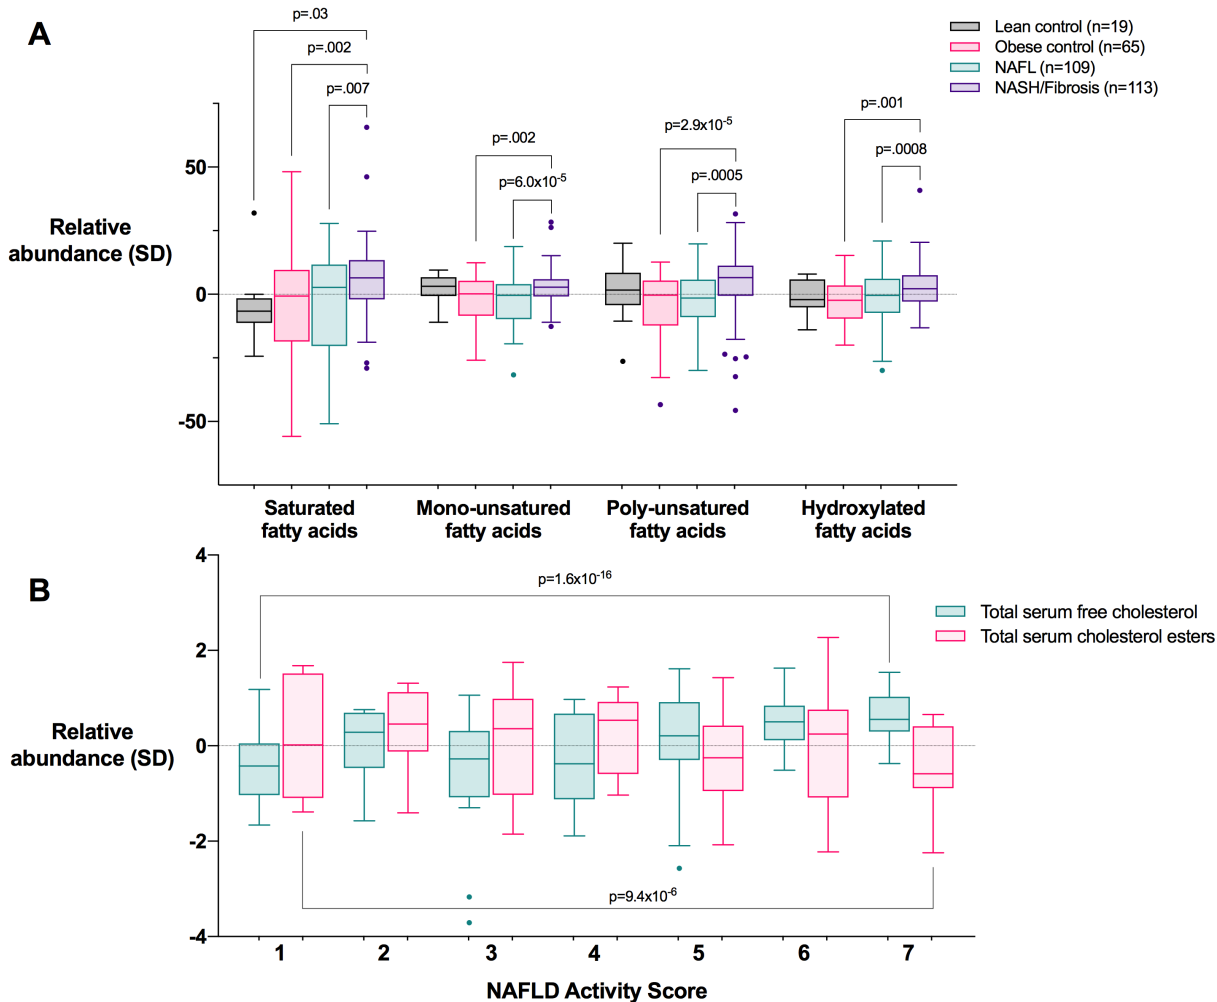 A
p=.03
p=.002
p=.007
p=.002
p=6.0x10-5
p=2.9x10-5
p=.0005
p=.001
p=.0008
Lean control (n=19)
Obese control (n=65)
NAFL (n=109)
NASH/Fibrosis (n=113)
Relative
abundance (SD)
50
0
-50
Saturated
fatty acids
Mono-unsatured
fatty acids
Poly-unsatured
fatty acids
Hydroxylated
fatty acids
B
p=1.6x10-16
Total serum free cholesterol
Total serum cholesterol esters
Relative
abundance (SD)
4
2
0
-2
-4
p=9.4x10-6
1 2 3 4 5 6 7
NAFLD Activity Score